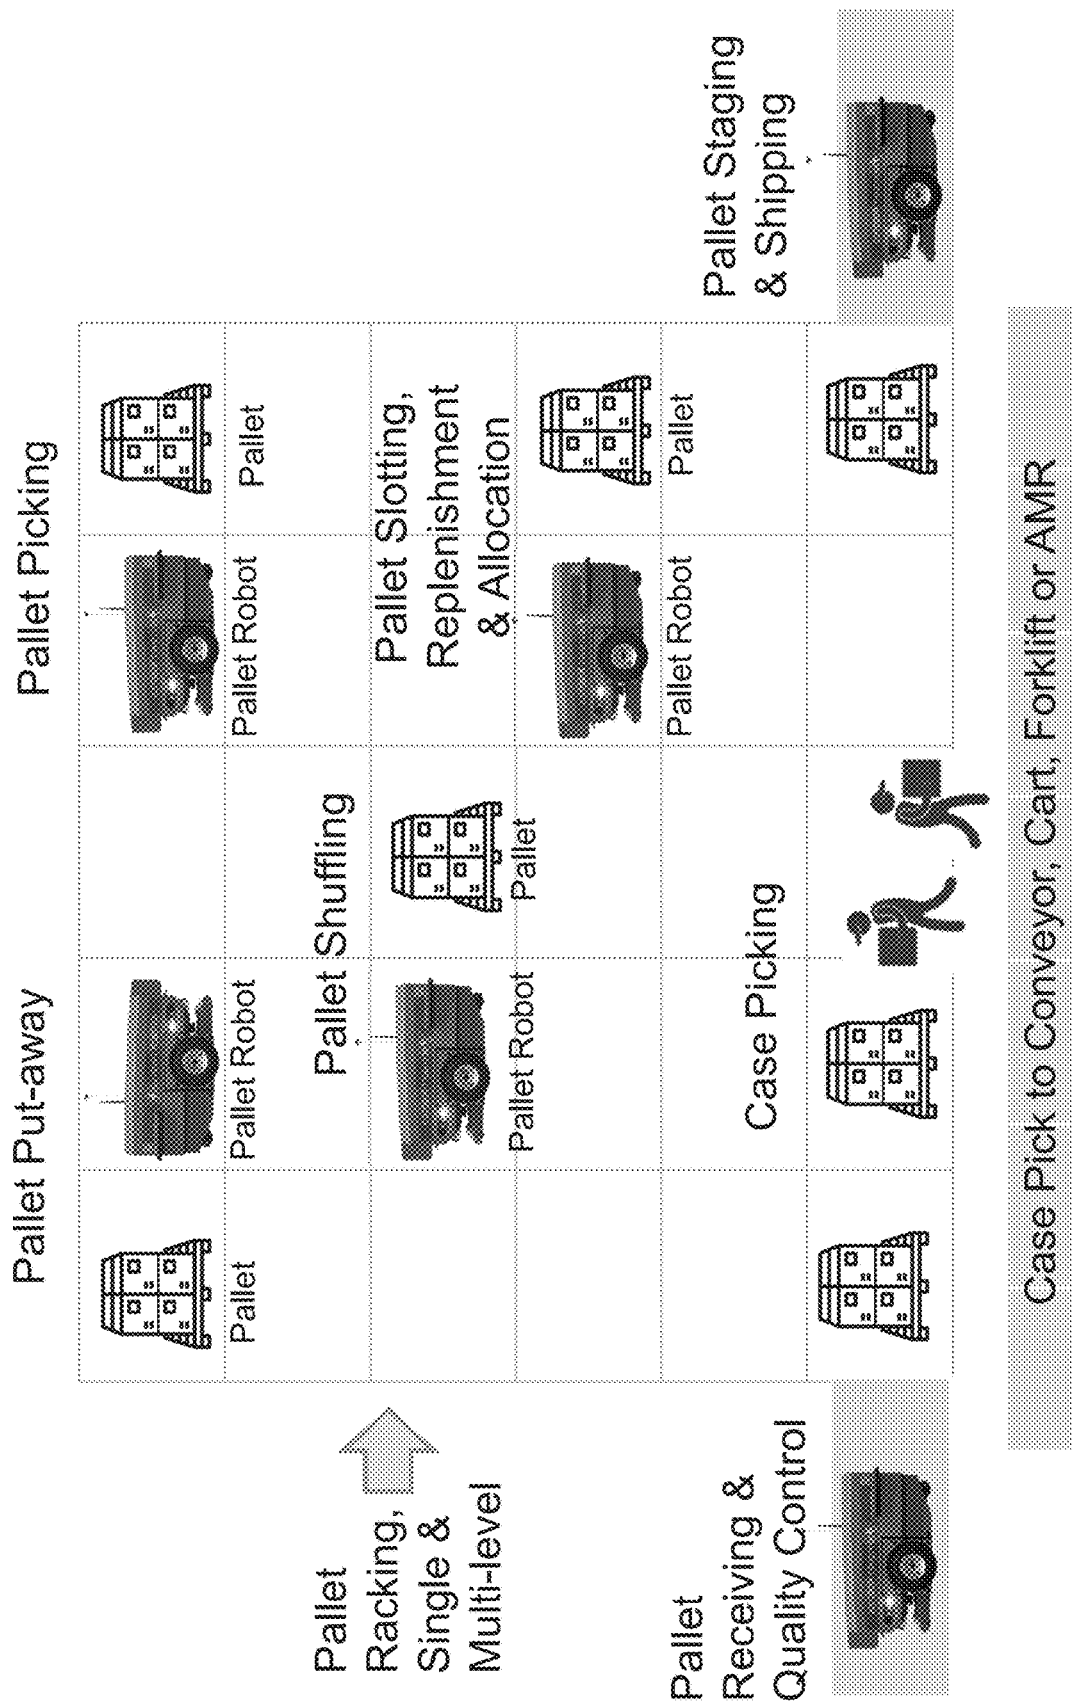 Pallet Put-away
Pallet Picking
Pallet
Pallet Robot
Pallet Robot
Pallet
Pallet
Racking,
Single &
Multi-level
Pallet Shuffling
Pallet Robot
Pallet
Pallet Slotting,
Replenishment
& Allocation
Pallet Robot
Pallet
Pallet
Receiving &
Quality Control
Case Picking
Pallet Staging
& Shipping
Case Pick to Conveyor, Cart, Forklift or AMR